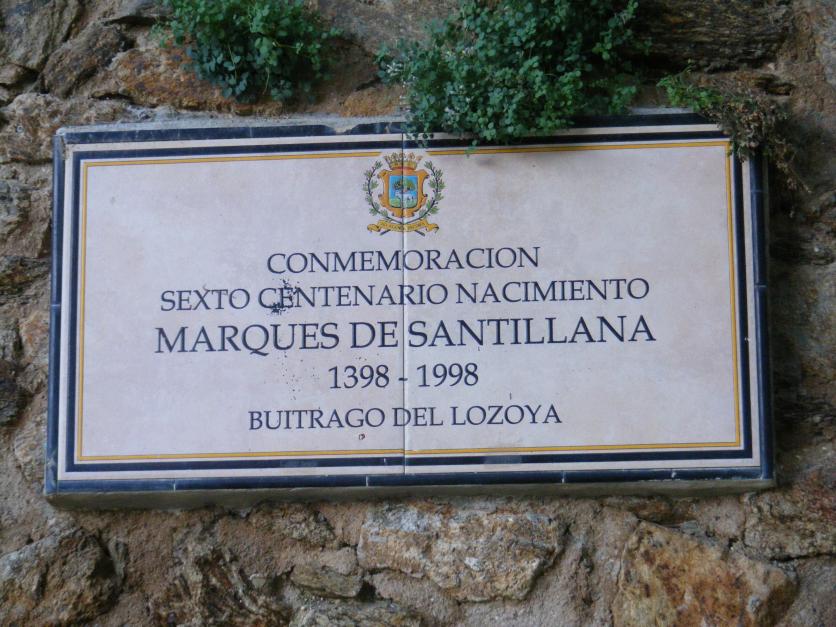 CONMEMORACION
SEXTO CENTENARIO NACIMIENTO
MARQUES DE SANTILLANA
1398 - 1998
BUITRAGO DEL LOZOYA